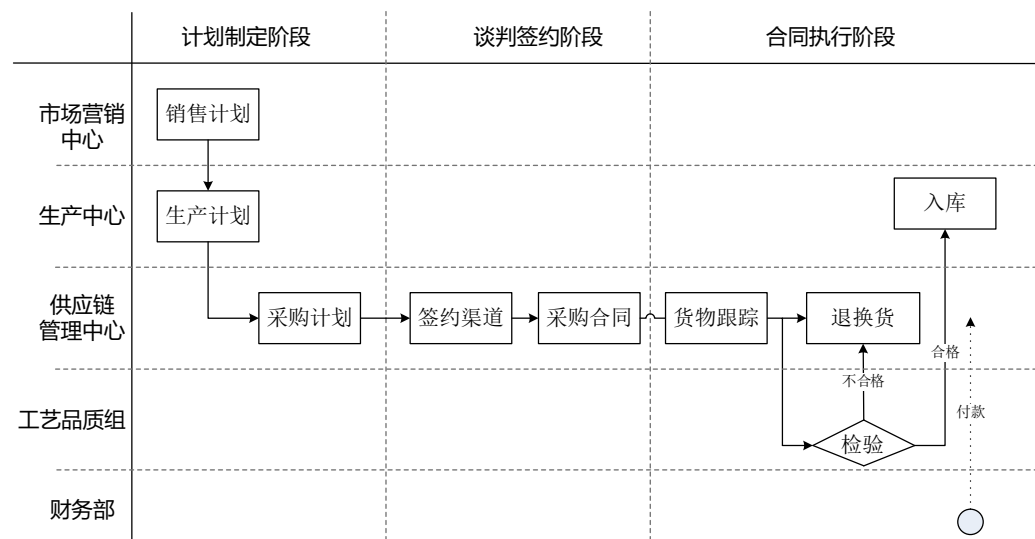 计划制定阶段
谈判签约阶段
合同执行阶段
市场营销
中心
销售计划
生产中心
生产计划
入库
供应链
管理中心
采购计划
签约渠道
采购合同
货物跟踪
退换货
合格
不合格
工艺品质组
检验
付款
财务部